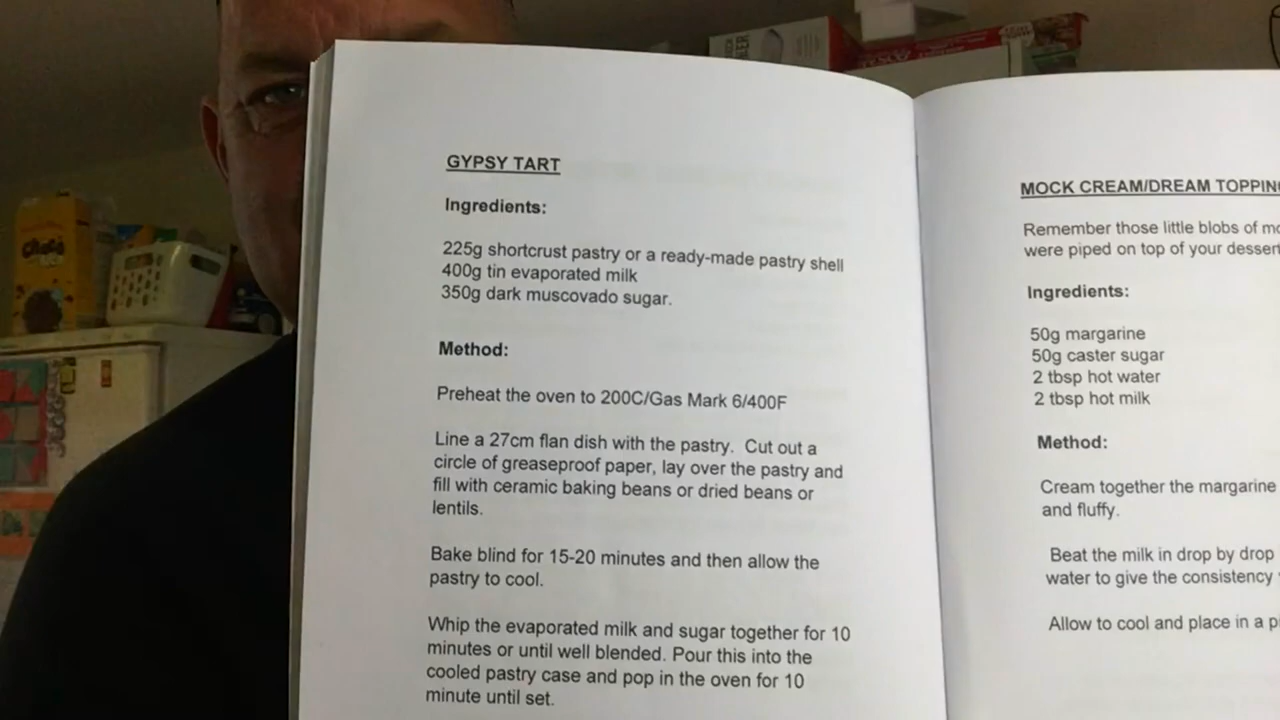 GYPSY TART
Ingredients:
225g shortcrust pastry or a ready-made pastry shell
400g tin evaporated milk
350g dark muscovado sugar.
Method:
Preheat the oven to 200C/Gas Mark 6/400F
Line a 27cm flan dish with the pastry. Cut out a
circle of greaseproof paper, lay over the pastry and
fill with ceramic baking beans or dried beans or
lentils.
Bake blind for 15-20 minutes and then allow the
pastry to cool.
Whip the evaporated milk and sugar together for 10
minutes or until well blended. Pour this into the
cooled pastry case and pop in the oven for 10
minute until set.
MOCK CREAM/DREAM
Remember those little blobs of
were piped on top of your
Ingredients:
50g margarine
50g caster sugar
2 tbsp hot water
2 tbsp hot milk
Method:
Cream together the margarine
and fluffy.
Beat the milk in drop by drop
water to give the consistency
Allow to cool and place in a